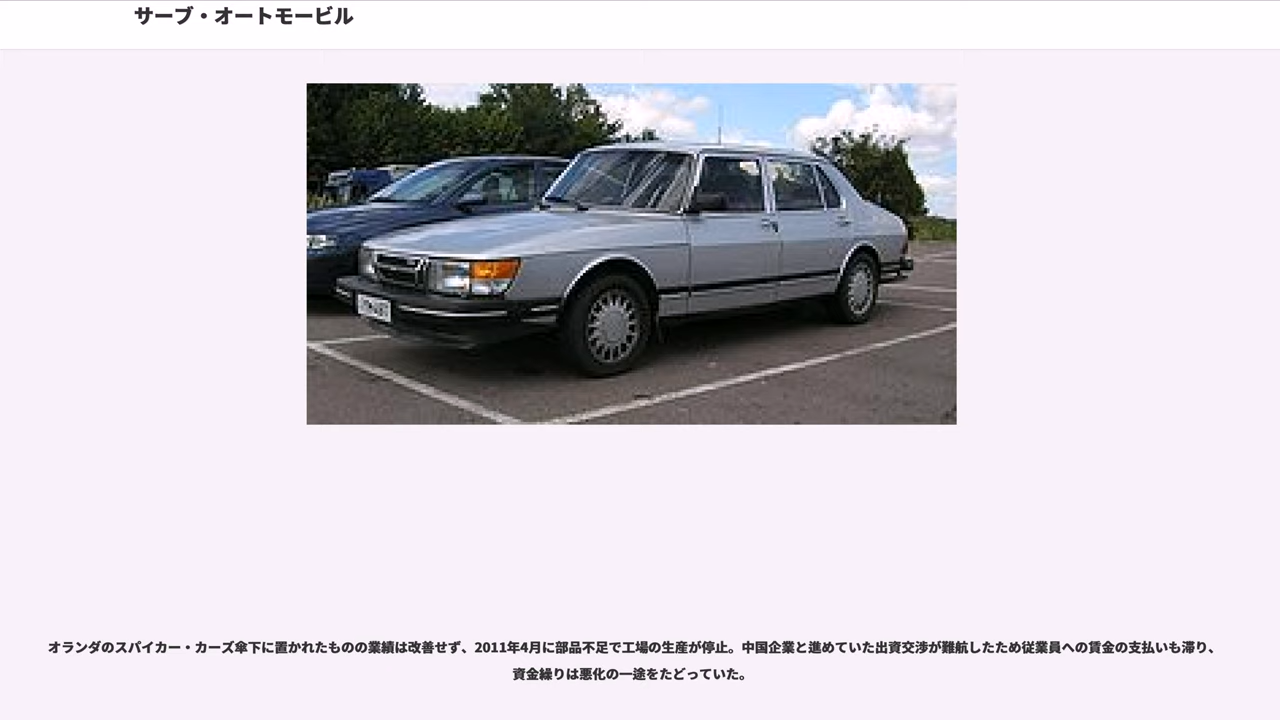 サーブ・オートモービル
オランダのスパイカー・カーズ傘下に置かれたものの業績は改善せず、2011年4月に部品不足で工場の生産が停止。中国企業と進めていた出資交渉が難航したため従業員への賃金の支払いも滞り、
資金繰りは悪化の一途をたどっていた。